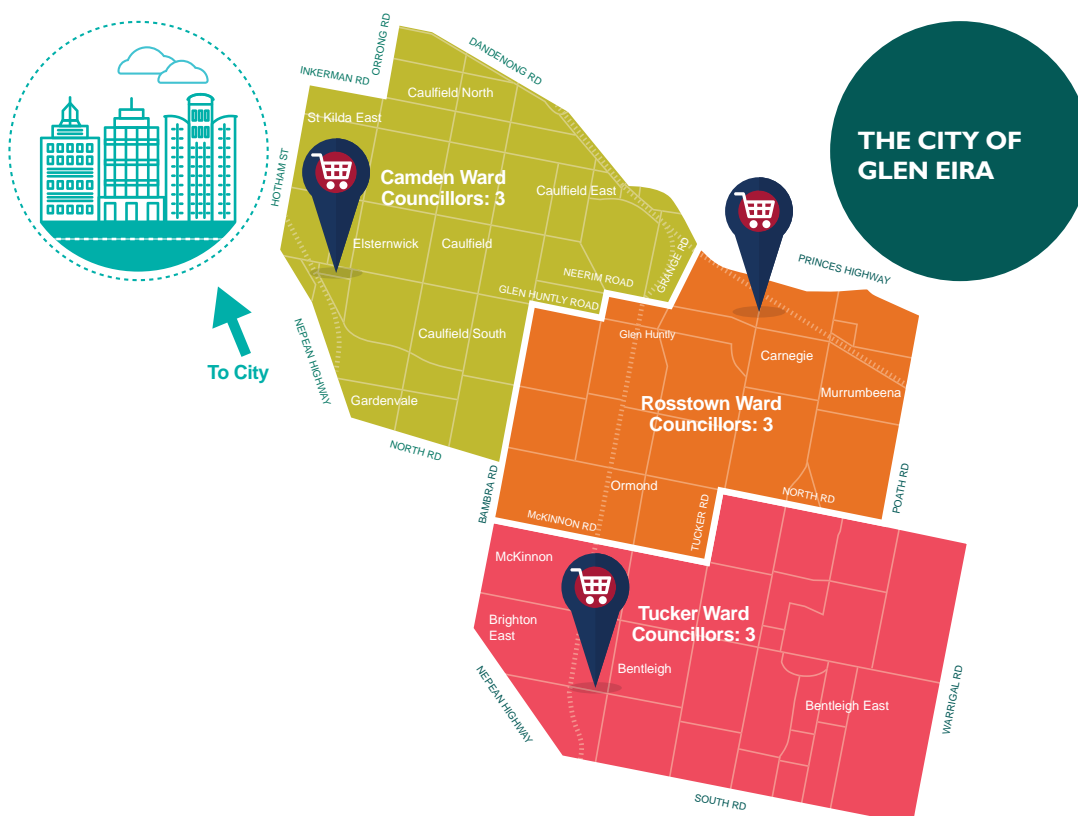 THE CITY OF
GLEN EIRA
To City
ORRONG RD
DANDENONG RD
INKERMAN RD
Caulfield North
St Kilda East
HOTHAM ST
Camden Ward
Councillors: 3
Caulfield East
Elsternwick
Caulfield
NEERIM ROAD
GRANGE RD
GLEN HUNTLY ROAD
PRINCES HIGHWAY
NEPEAN HIGHWAY
Caulfield South
Glen Huntly
Carnegie
Gardenvale
Murrumbeena
Rosstown Ward
Councillors: 3
NORTH RD
BAMBRA RD
Ormond
NORTH RD
POATH RD
McKINNON RD
TUCKER RD
McKinnon
Tucker Ward
Councillors: 3
Brighton
East
Bentleigh
NEPEAN HIGHWAY
Bentleigh East
WARRIGAL RD
SOUTH RD